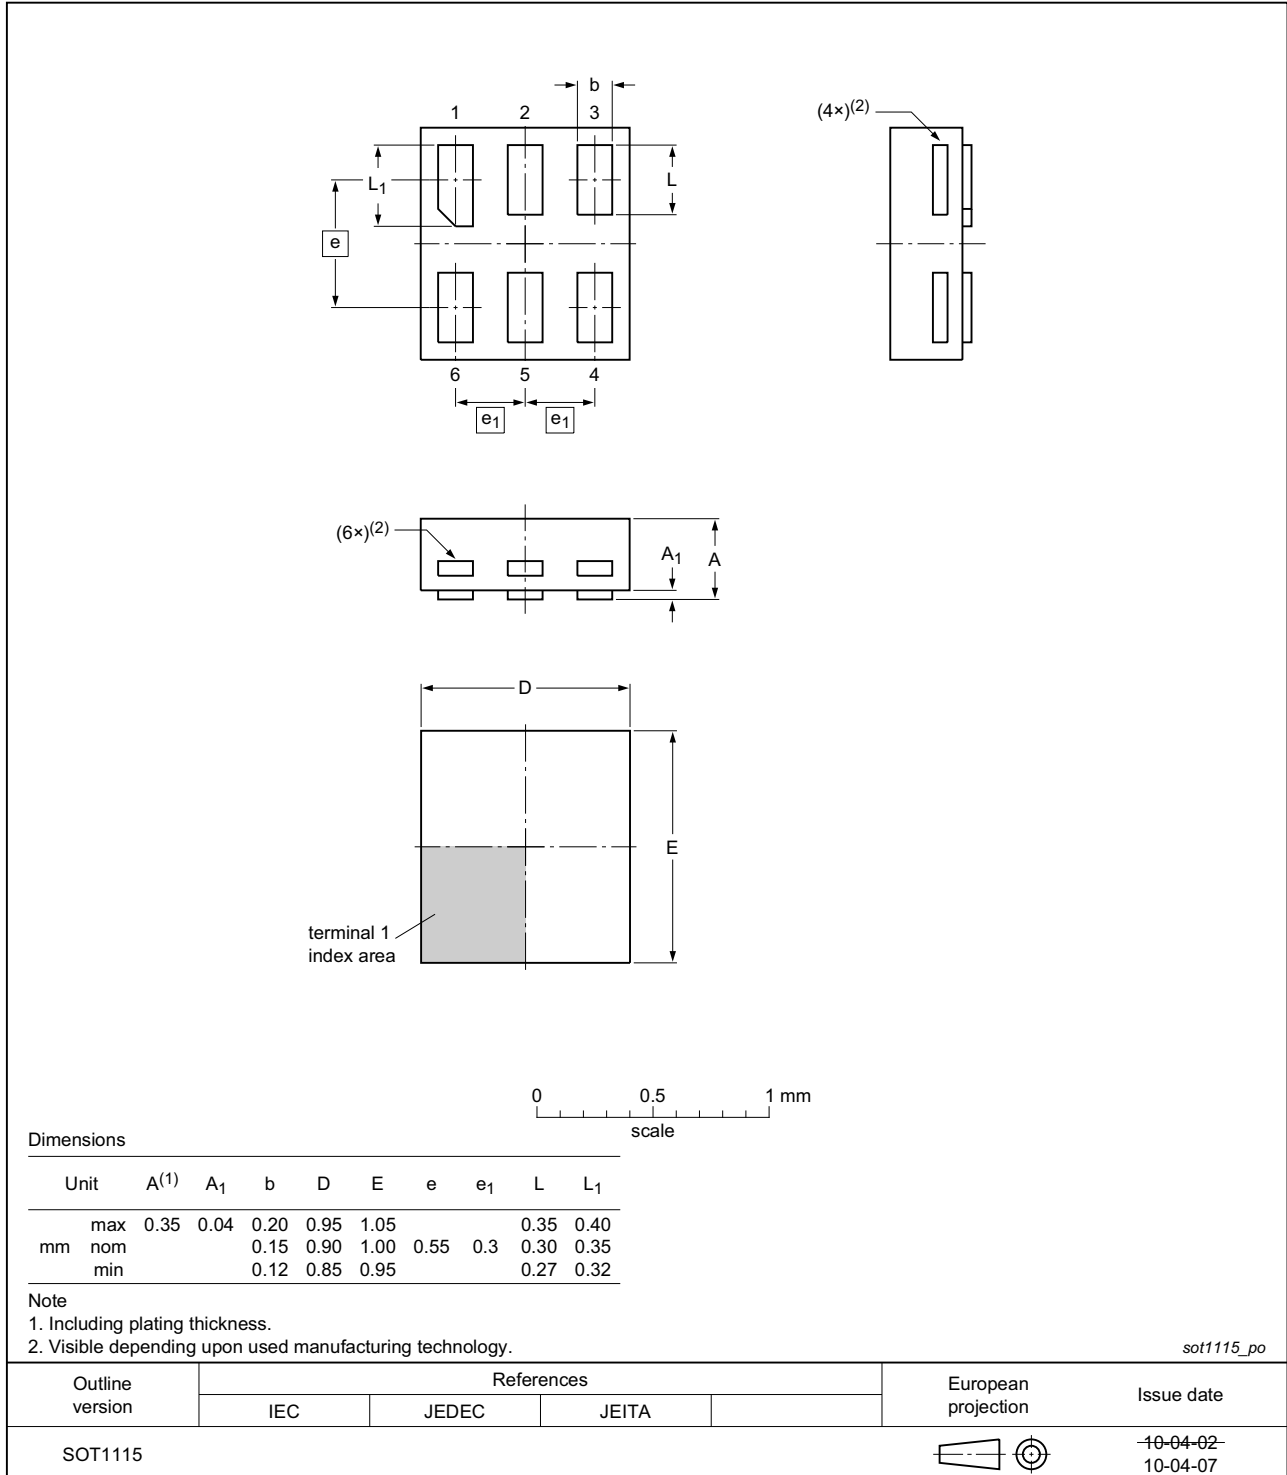 b
1 2 3
(4×)(2)
L1
L
e
6 5 4
e1 e1
(6×)(2)
A1 A
D
E
terminal 1
index area
0 0.5 1 mm
scale
Dimensions
Unit A(1) A1 b D E e e1 L L1
max 0.35 0.04 0.20 0.95 1.05 0.35 0.40
mm nom 0.15 0.90 1.00 0.55 0.3 0.30 0.35
min 0.12 0.85 0.95 0.27 0.32
Note
1. Including plating thickness.
2. Visible depending upon used manufacturing technology.
sot1115_po
Outline
version
References
IEC JEDEC JEITA
European
projection
Issue date
SOT1115
10-04-02
10-04-07